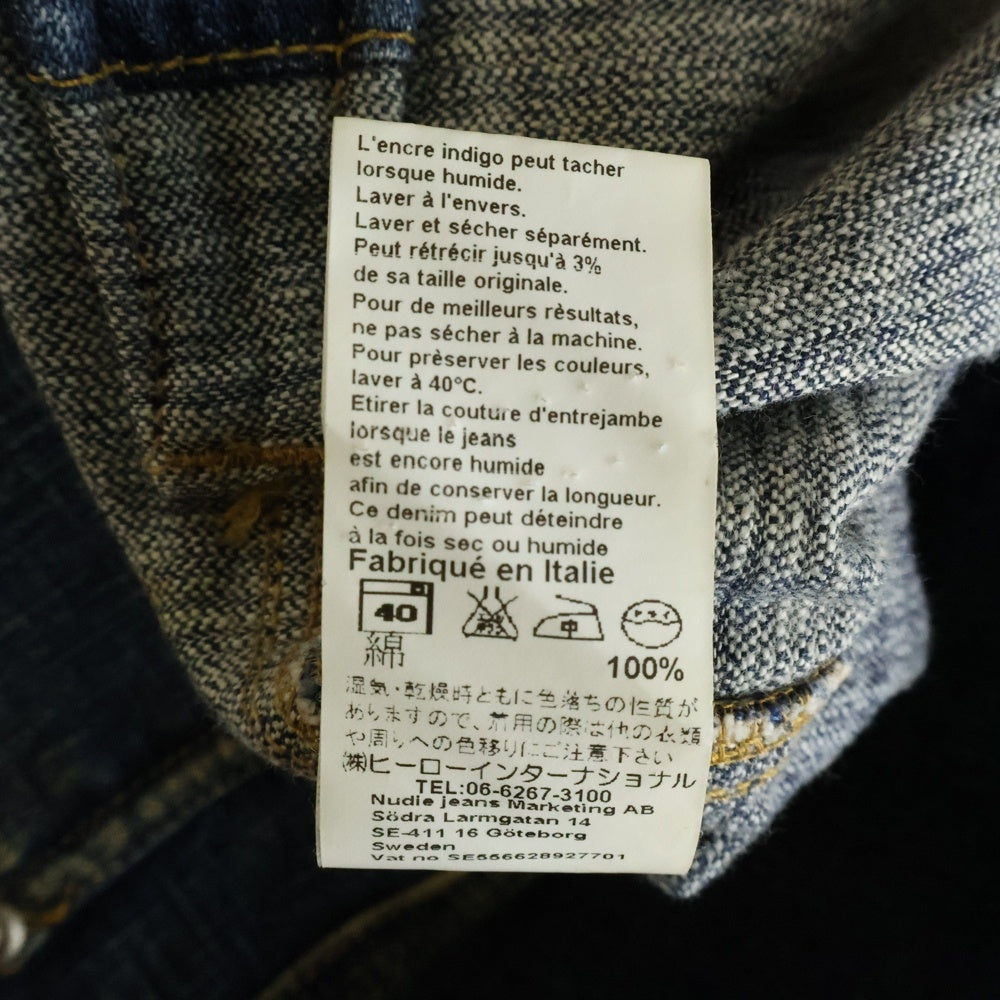 L'encre indigo peut tacher
lorsque humide.
Laver à l'envers.
Laver et sécher séparément.
Peut rétrécir jusqu'à 3%
de sa taille originale.
Pour de meilleurs rèsultats,
ne pas sécher à la machine.
Pour prèserver les couleurs,
laver à 40°C.
Etirer la couture d'entrejambe
lorsque le jeans
est encore humide
afin de conserver la longueur.
Ce denim peut déteindre
à la fois sec ou humide
Fabriqué en Italie
40 中
綿 100%
湿気・乾燥時ともに色落ちの性質が
ありますので、着用の際は他の衣類
や周りへの色移りにご注意下さい
㈱ヒーローインターナショナル
TEL:06-6267-3100
Nudie jeans Marketing AB
Södra Larmgatan 14
SE-411 16 Göteborg
Sweden
Vat no SE556628927701